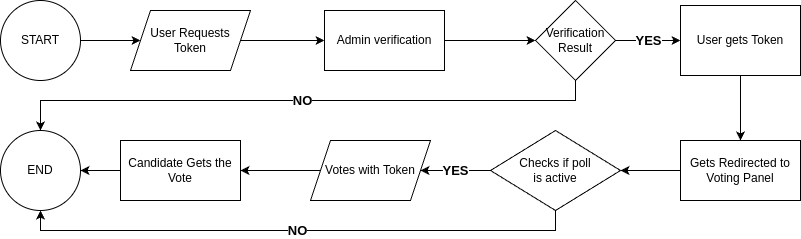 START
User Requests
Token
Admin verification
Verification
Result
YES
User gets Token
NO
END
Candidate Gets the
Vote
Votes with Token
YES
Checks if poll
is active
Gets Redirected to
Voting Panel
NO